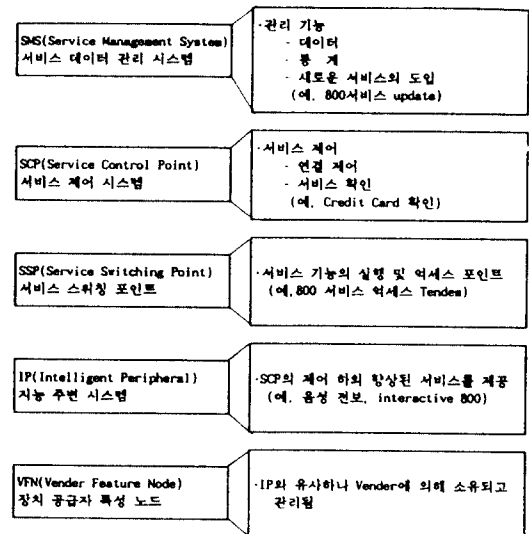 SMS(Service Management System)
서비스 데이터 관리 시스템
·관리 기능
- 데이터
- 통 계
- 새로운 서비스의 도입
(예, 800서비스 update)
SCP(Service Control Point)
서비스 제어 시스템
·서비스 제어
- 연결 제어
- 서비스 확인
(예, Credit Card 확인)
SSP(Service Switching Point)
서비스 스위칭 포인트
·서비스 기능의 실행 및 억세스 포인트
(예,800 서비스 억세스 Tendem)
IP(Intelligent Peripheral)
지능 주변 시스템
·SCP의 제어 하의 향상된 서비스를 제공
(예, 음성 전보, interactive 800)
VFN(Vender Feature Node)
장치 공급자 특성 노드
·IP와 유사하나 Vender에 의해 소유되고
관리됨